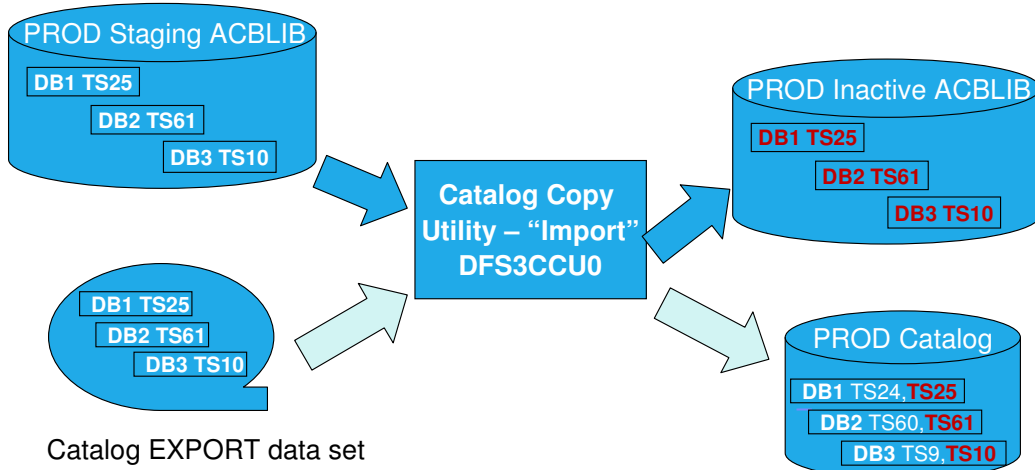 PROD Staging ACBLIB
DB1 TS25
DB2 TS61
DB3 TS10
Catalog EXPORT data set
DB1 TS25
DB2 TS61
DB3 TS10
Catalog Copy
Utility – “Import”
DFS3CCU0
PROD Inactive ACBLIB
DB1 TS25
DB2 TS61
DB3 TS10
PROD Catalog
DB1 TS24,TS25
DB2 TS60,TS61
DB3 TS9,TS10